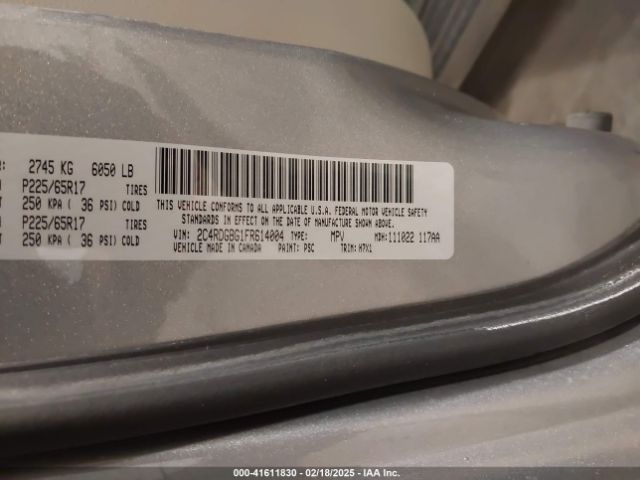 R: 2745 KG 6050 LB
P225/65R17 TIRES
250 KPA ( 36 PSI) COLD
P225/65R17 TIRES
250 KPA ( 36 PSI) COLD
THIS VEHICLE CONFORMS TO ALL APPLICABLE U.S.A. FEDERAL MOTOR VEHICLE SAFETY
STANDARDS IN EFFECT ON THE DATE OF MANUFACTURE SHOWN ABOVE.
VIN: 2C4RDGBG1FR614004 TYPE: MPV MDH:111022 117AA
VEHICLE MADE IN CANADA PAINT: PSC TRIM: H7X1
000-41611830 — 02/18/2025 — IAA Inc.